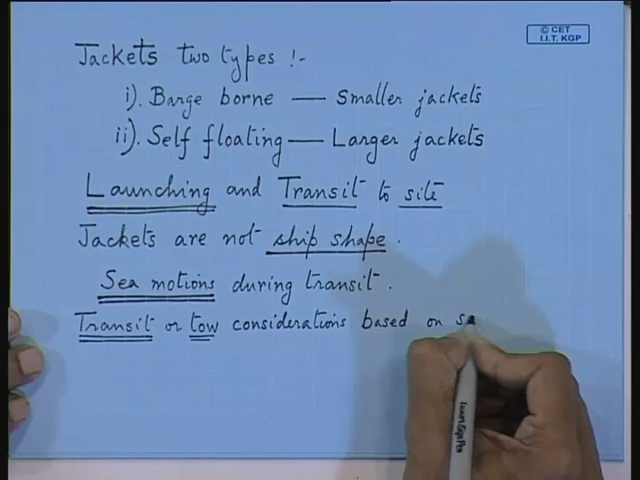 © CET
I.I.T. KGP
Jackets two types :-
i). Barge borne — smaller jackets
ii). Self floating — Larger jackets
Launching and Transit to site
Jackets are not ship shape.
Sea motions during transit.
Transit or tow considerations based on se